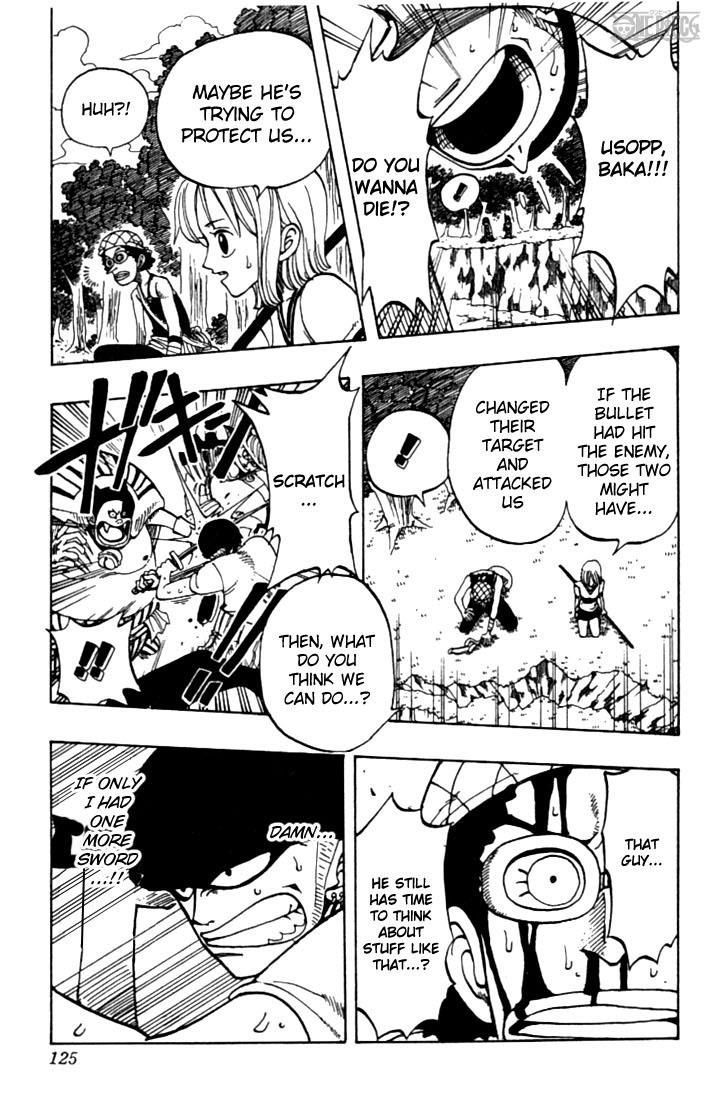 ONE PIECE
USOPP,
BAKA!!!
DO YOU
WANNA
DIE!?
!
MAYBE HE'S
TRYING TO
PROTECT US...
HUH?!
IF THE
BULLET
HAD HIT
THE ENEMY,
THOSE TWO
MIGHT
HAVE...
CHANGED
THEIR
TARGET
AND
ATTACKED
US
!
SCRATCH
...
THEN, WHAT
DO YOU
THINK WE
CAN DO...?
!!
!!
THAT
GUY...
HE STILL
HAS TIME
TO THINK
ABOUT
STUFF LIKE
THAT...?
DAMN...
IF ONLY
I HAD
ONE
MORE
SWORD
...!!
125